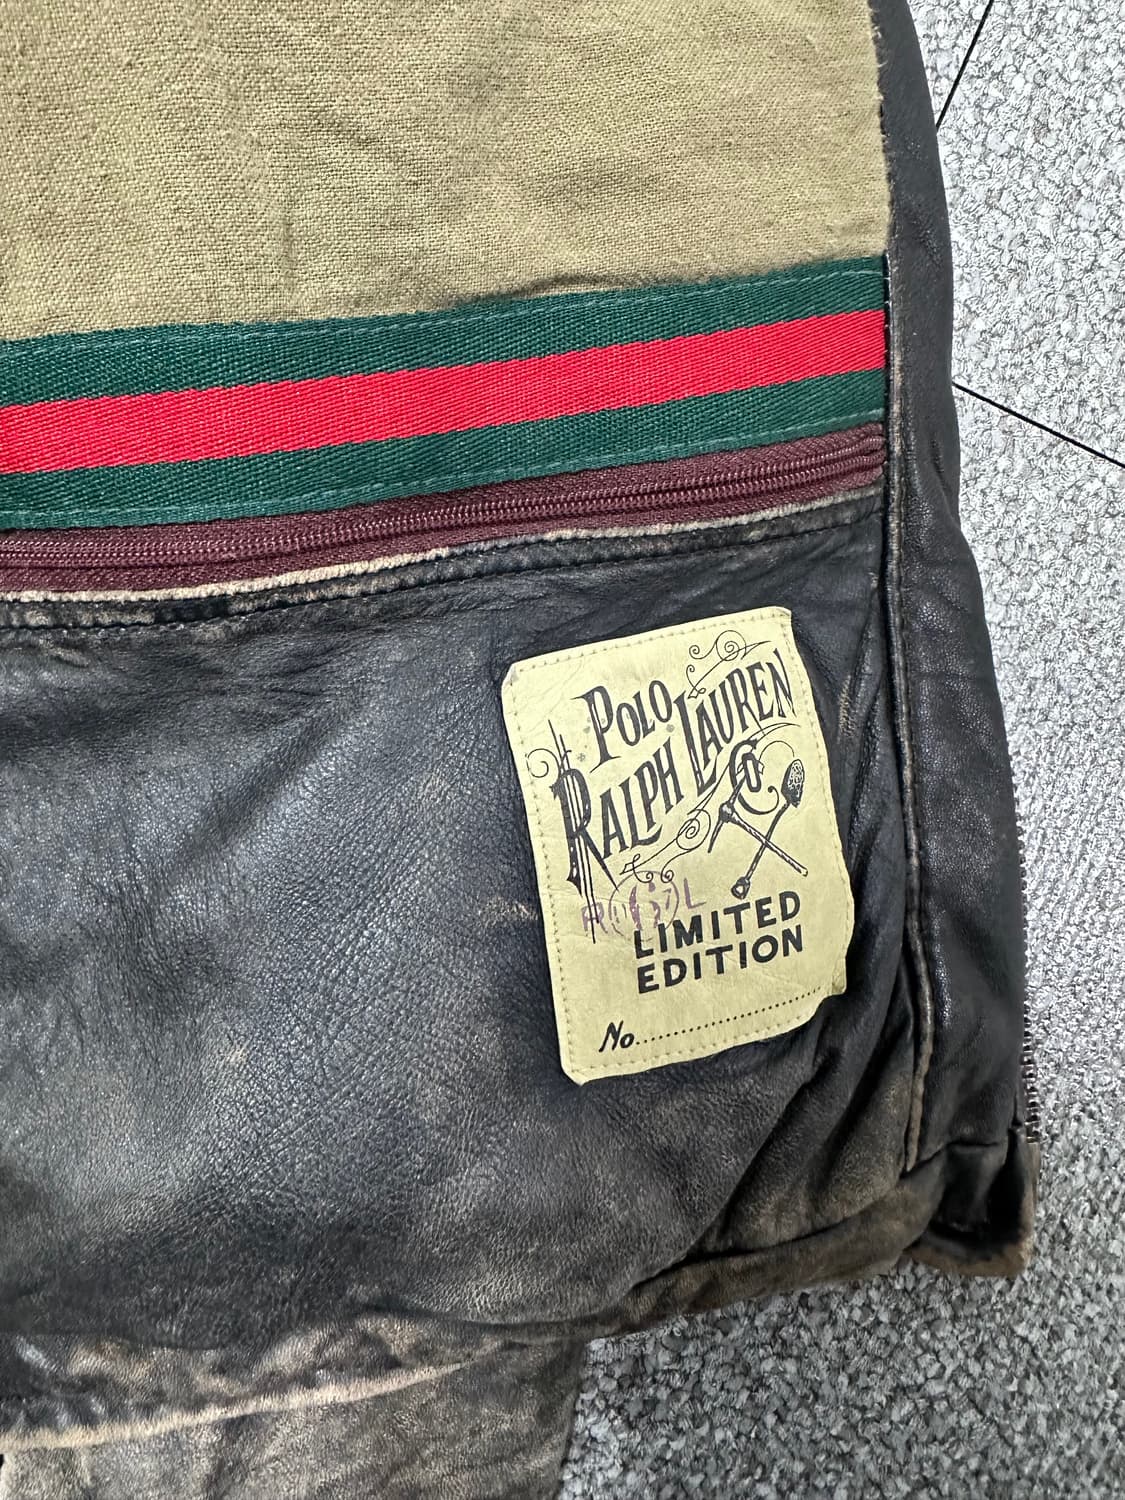 POLO
RALPH LAUREN
Co
LIMITED
EDITION
No..........................